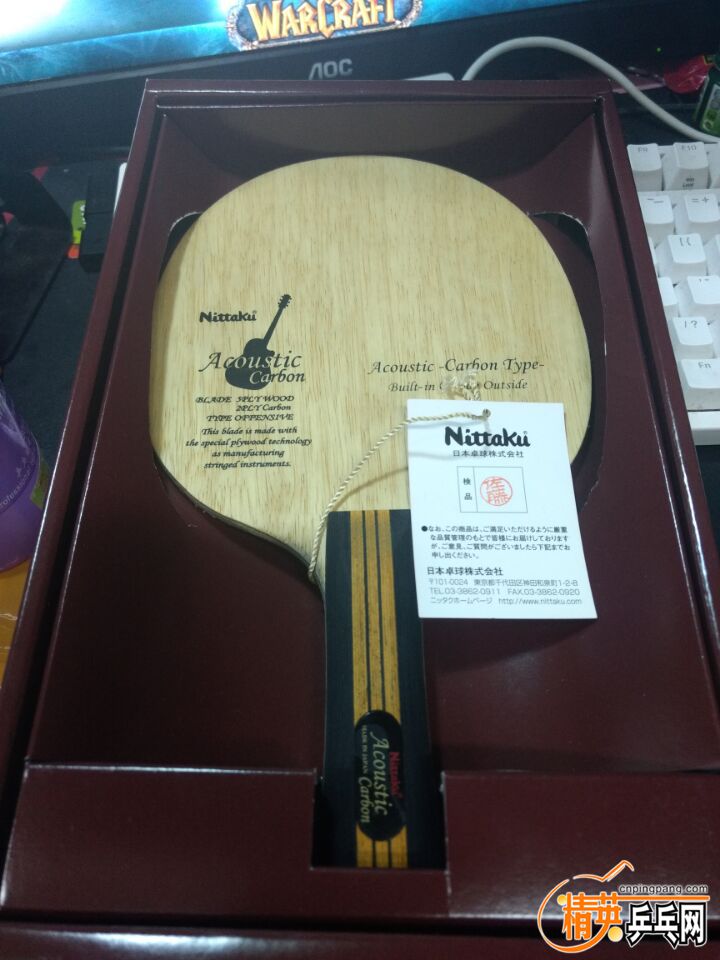 WARCRAFT
AOC
F9
F10
Nittaku
Acoustic
Carbon
BLADE 5PLY WOOD
2PLY Carbon
TYPE OFFENSIVE
This blade is made with
the special plywood technology
as manufacturing
stringed instruments.
Acoustic -Carbon Type-
Built-in Outside
Nittaku
日本卓球株式会社
検品
佐藤
●なお、この商品は、ご満足いただけるように厳重
な品質管理のもとで皆様にお届けしております
が、ご意見、ご質問がございましたら下記までお
申し出ください。
日本卓球株式会社
〒101-0024 東京都千代田区神田和泉町1-2-8
TEL.03-3862-0911 FAX.03-3862-0920
ニッタクホームページ http://www.nittaku.com
Fn
Nittaku
Acoustic
Carbon
MADE IN JAPAN
cnpingpang.com
精英乒乓网